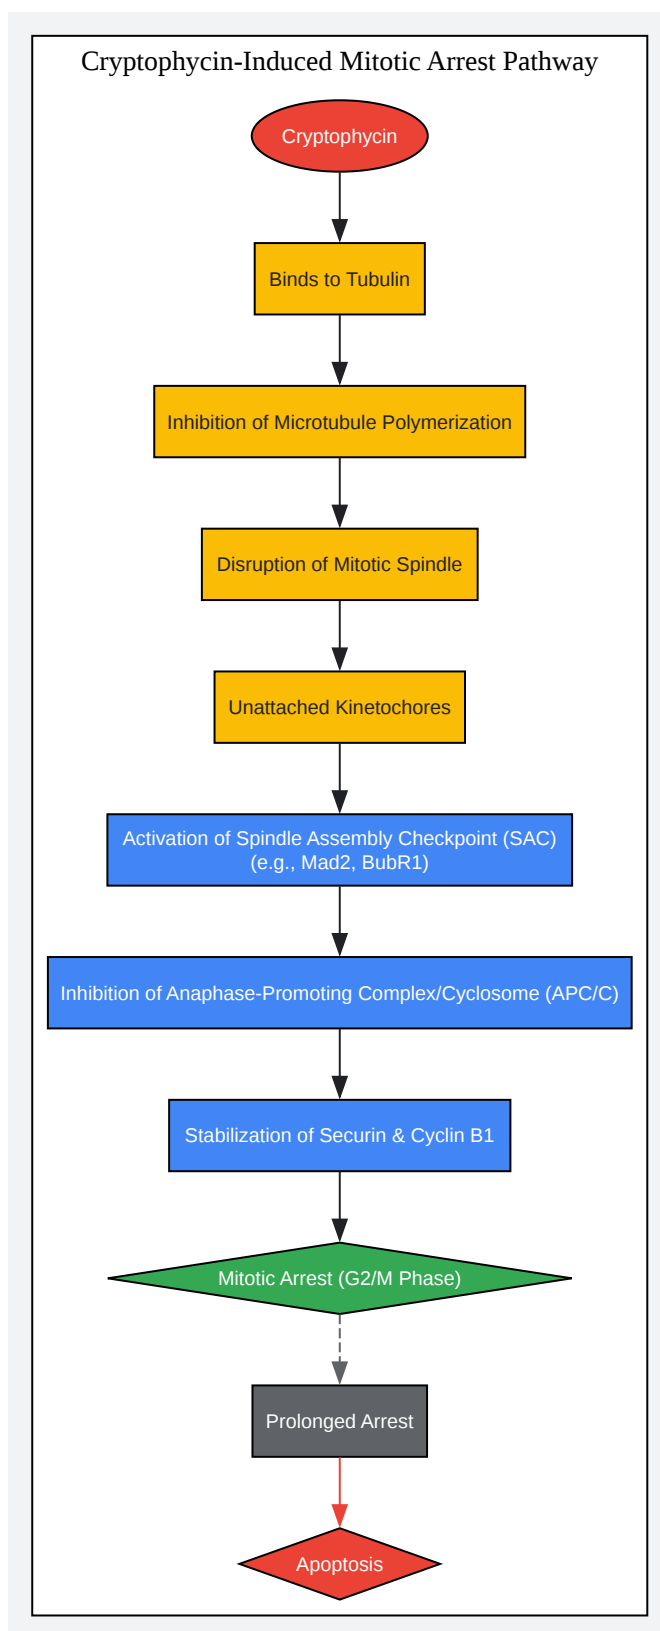 Cryptophycin-Induced Mitotic Arrest Pathway
Cryptophycin
Binds to Tubulin
Inhibition of Microtubule Polymerization
Disruption of Mitotic Spindle
Unattached Kinetochores
Activation of Spindle Assembly Checkpoint (SAC)
(e.g., Mad2, BubR1)
Inhibition of Anaphase-Promoting Complex/Cyclosome (APC/C)
Stabilization of Securin & Cyclin B1
Mitotic Arrest (G2/M Phase)
Prolonged Arrest
Apoptosis